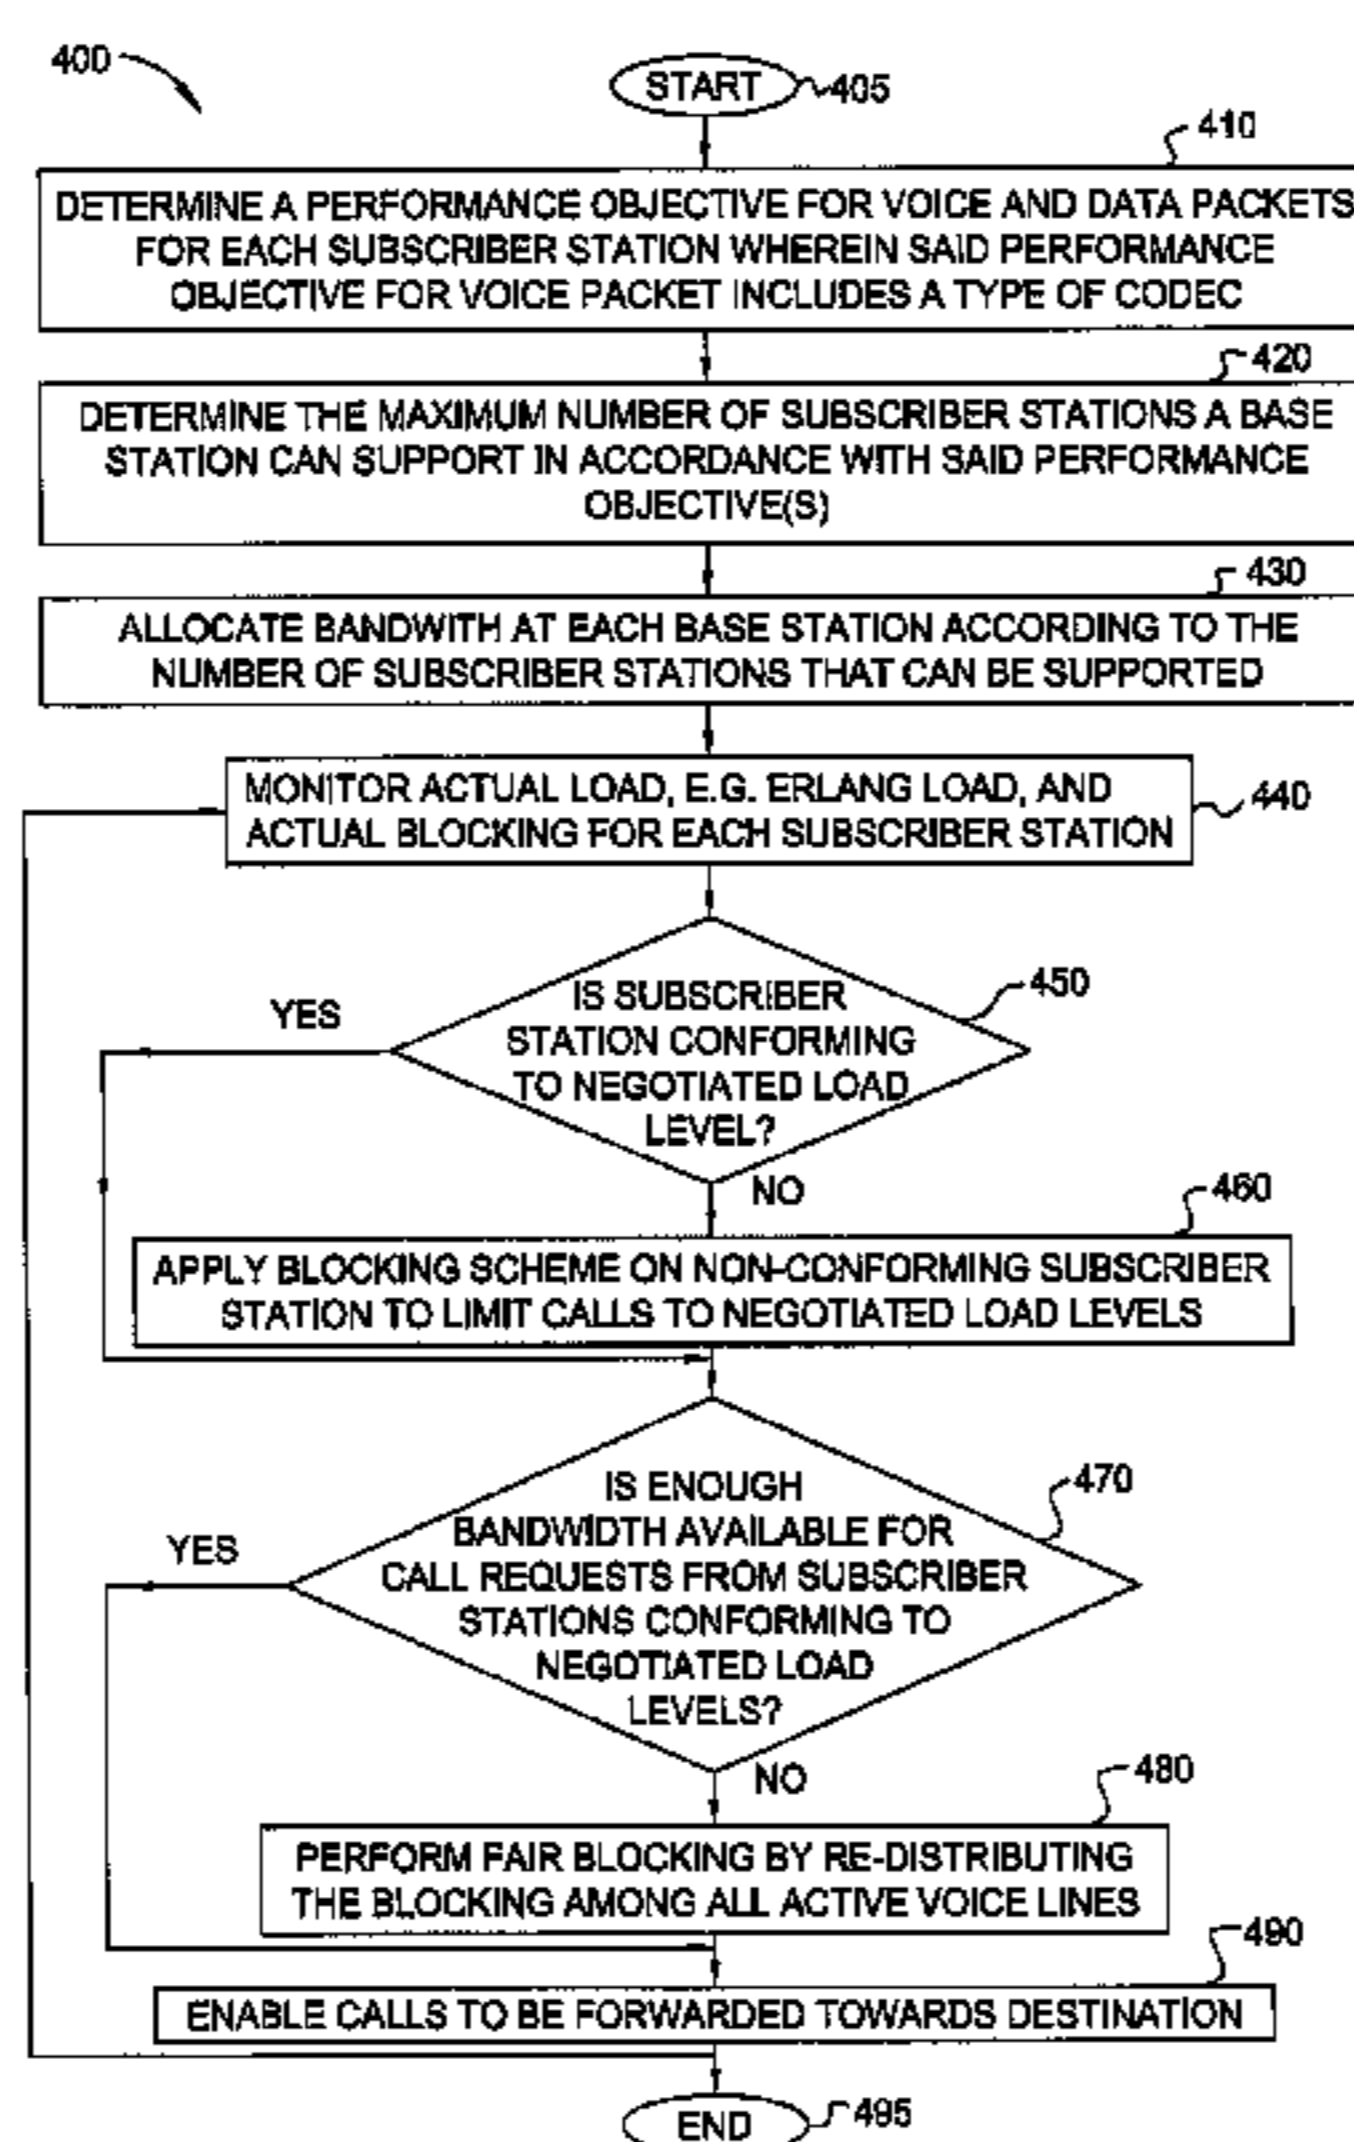 400
START
405
410
DETERMINE A PERFORMANCE OBJECTIVE FOR VOICE AND DATA PACKETS
FOR EACH SUBSCRIBER STATION WHEREIN SAID PERFORMANCE
OBJECTIVE FOR VOICE PACKET INCLUDES A TYPE OF CODEC
420
DETERMINE THE MAXIMUM NUMBER OF SUBSCRIBER STATIONS A BASE
STATION CAN SUPPORT IN ACCORDANCE WITH SAID PERFORMANCE
OBJECTIVE(S)
430
ALLOCATE BANDWITH AT EACH BASE STATION ACCORDING TO THE
NUMBER OF SUBSCRIBER STATIONS THAT CAN BE SUPPORTED
MONITOR ACTUAL LOAD, E.G. ERLANG LOAD, AND
ACTUAL BLOCKING FOR EACH SUBSCRIBER STATION
440
450
YES
IS SUBSCRIBER
STATION CONFORMING
TO NEGOTIATED LOAD
LEVEL?
NO
460
APPLY BLOCKING SCHEME ON NON-CONFORMING SUBSCRIBER
STATION TO LIMIT CALLS TO NEGOTIATED LOAD LEVELS
470
YES
IS ENOUGH
BANDWIDTH AVAILABLE FOR
CALL REQUESTS FROM SUBSCRIBER
STATIONS CONFORMING TO
NEGOTIATED LOAD
LEVELS?
NO
480
PERFORM FAIR BLOCKING BY RE-DISTRIBUTING
THE BLOCKING AMONG ALL ACTIVE VOICE LINES
490
ENABLE CALLS TO BE FORWARDED TOWARDS DESTINATION
END
495